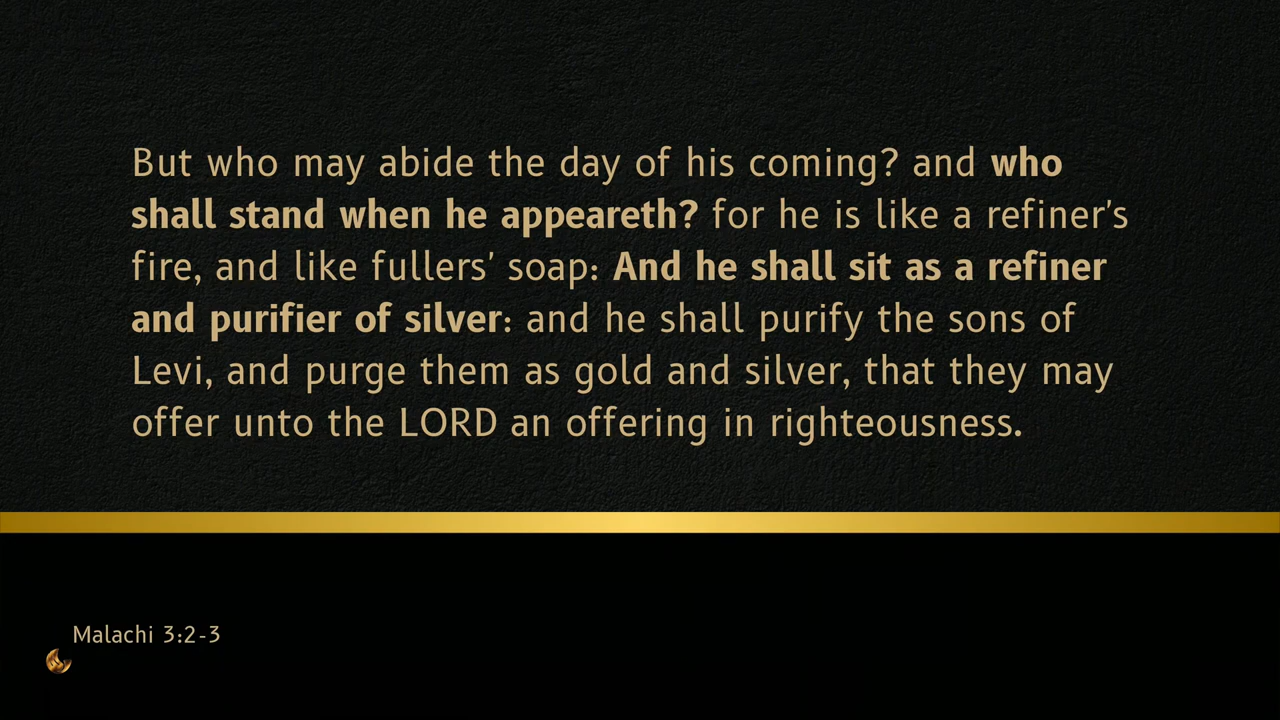 But who may abide the day of his coming? and who
shall stand when he appeareth? for he is like a refiner's
fire, and like fullers' soap: And he shall sit as a refiner
and purifier of silver: and he shall purify the sons of
Levi, and purge them as gold and silver, that they may
offer unto the LORD an offering in righteousness.
Malachi 3:2-3